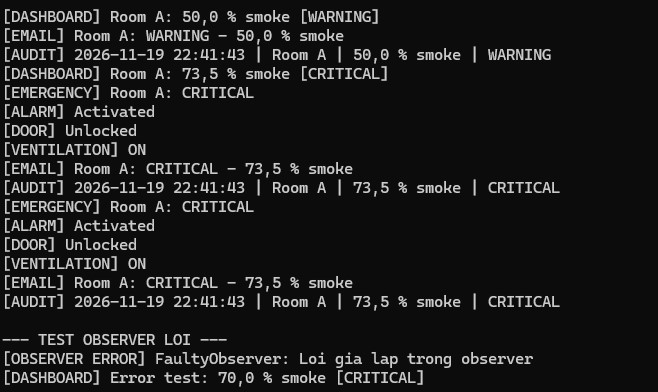 [DASHBOARD] Room A: 50,0 % smoke [WARNING]
[EMAIL] Room A: WARNING - 50,0 % smoke
[AUDIT] 2026-11-19 22:41:43 | Room A | 50,0 % smoke | WARNING
[DASHBOARD] Room A: 73,5 % smoke [CRITICAL]
[EMERGENCY] Room A: CRITICAL
[ALARM] Activated
[DOOR] Unlocked
[VENTILATION] ON
[EMAIL] Room A: CRITICAL - 73,5 % smoke
[AUDIT] 2026-11-19 22:41:43 | Room A | 73,5 % smoke | CRITICAL
[EMERGENCY] Room A: CRITICAL
[ALARM] Activated
[DOOR] Unlocked
[VENTILATION] ON
[EMAIL] Room A: CRITICAL - 73,5 % smoke
[AUDIT] 2026-11-19 22:41:43 | Room A | 73,5 % smoke | CRITICAL

--- TEST OBSERVER LOI ---
[OBSERVER ERROR] FaultyObserver: Loi gia lap trong observer
[DASHBOARD] Error test: 70,0 % smoke [CRITICAL]